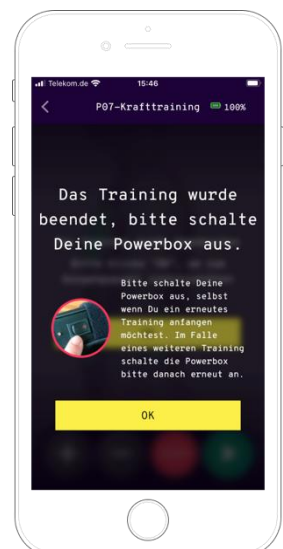 Telekom.de 15:46
P07-Krafttraining 100%
Das Training wurde
beendet, bitte schalte
Deine Powerbox aus.
Bitte schalte Deine
Powerbox aus, selbst
wenn Du ein erneutes
Training anfangen
möchtest. Im Falle
eines weiteren Training
schalte die Powerbox
bitte danach erneut an.
OK